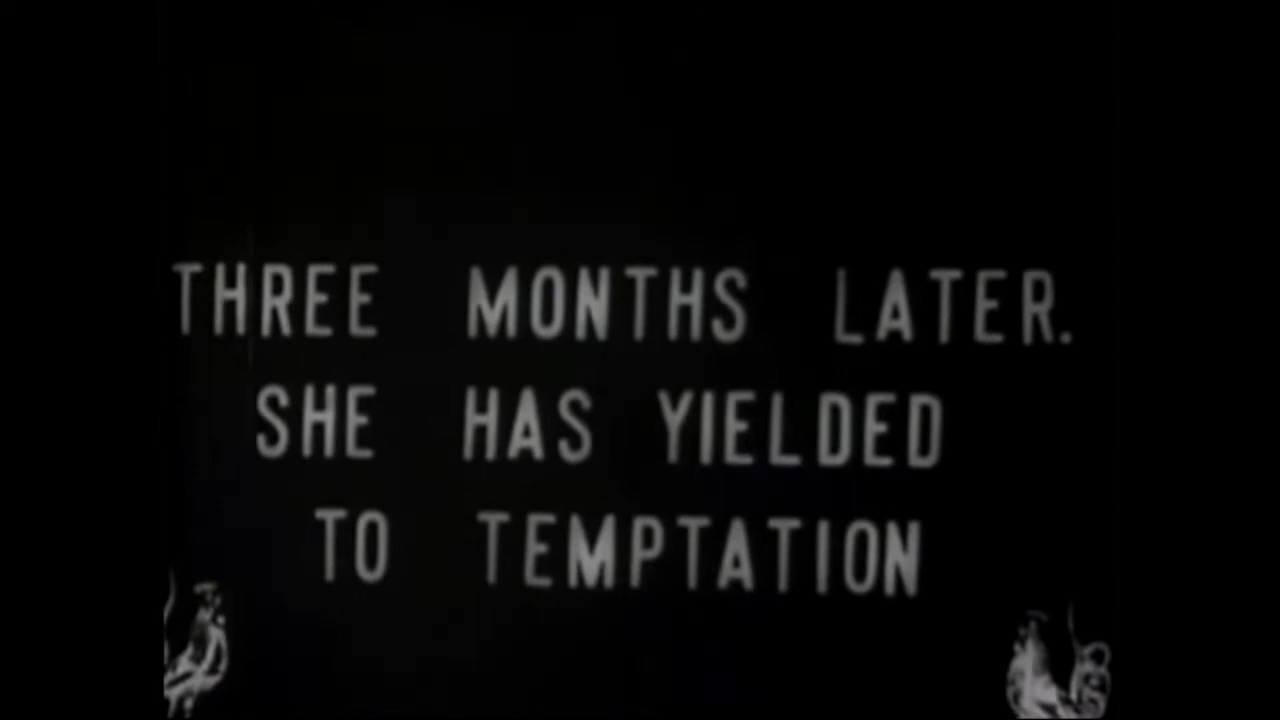 THREE MONTHS LATER.
SHE HAS YIELDED
TO TEMPTATION